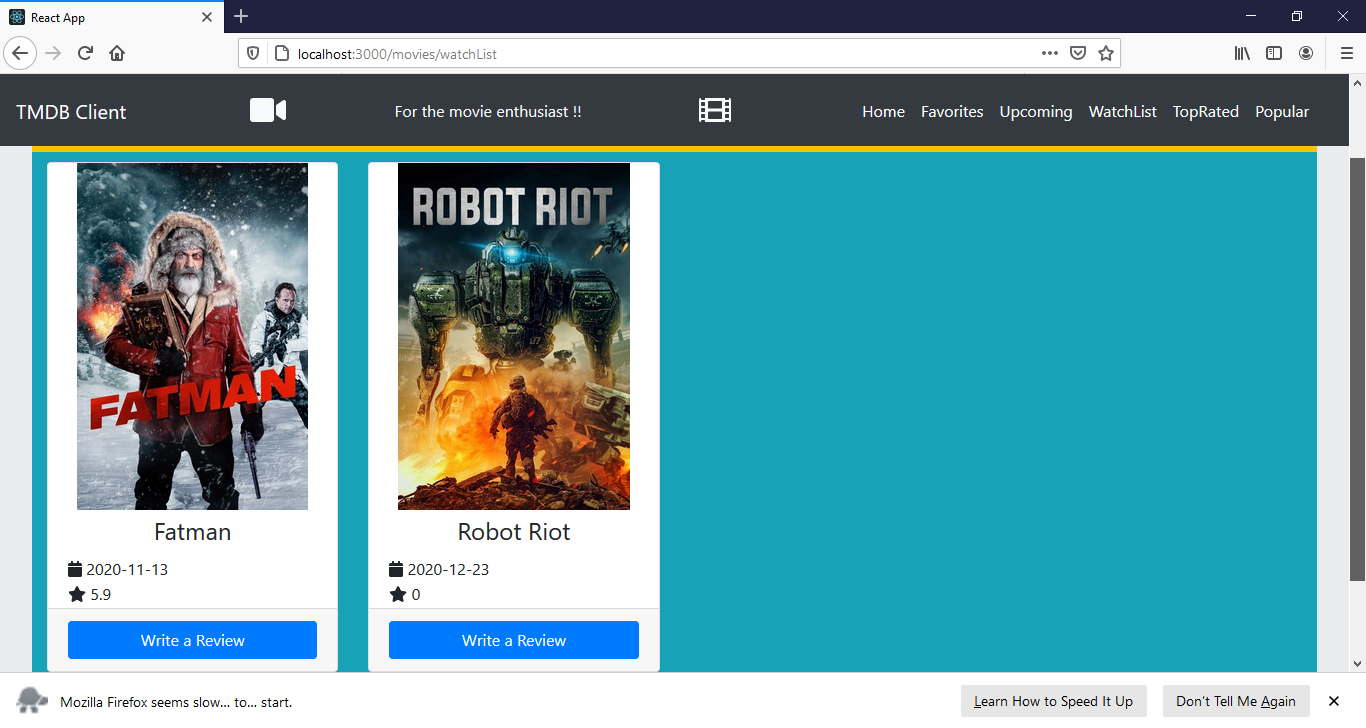 React App
localhost:3000/movies/watchList
TMDB Client
For the movie enthusiast !!
Home Favorites Upcoming WatchList TopRated Popular
FATMAN
ROBOT RIOT
Fatman
2020-11-13
5.9
Write a Review
Robot Riot
2020-12-23
0
Write a Review
Mozilla Firefox seems slow... to... start.
Learn How to Speed It Up
Don't Tell Me Again